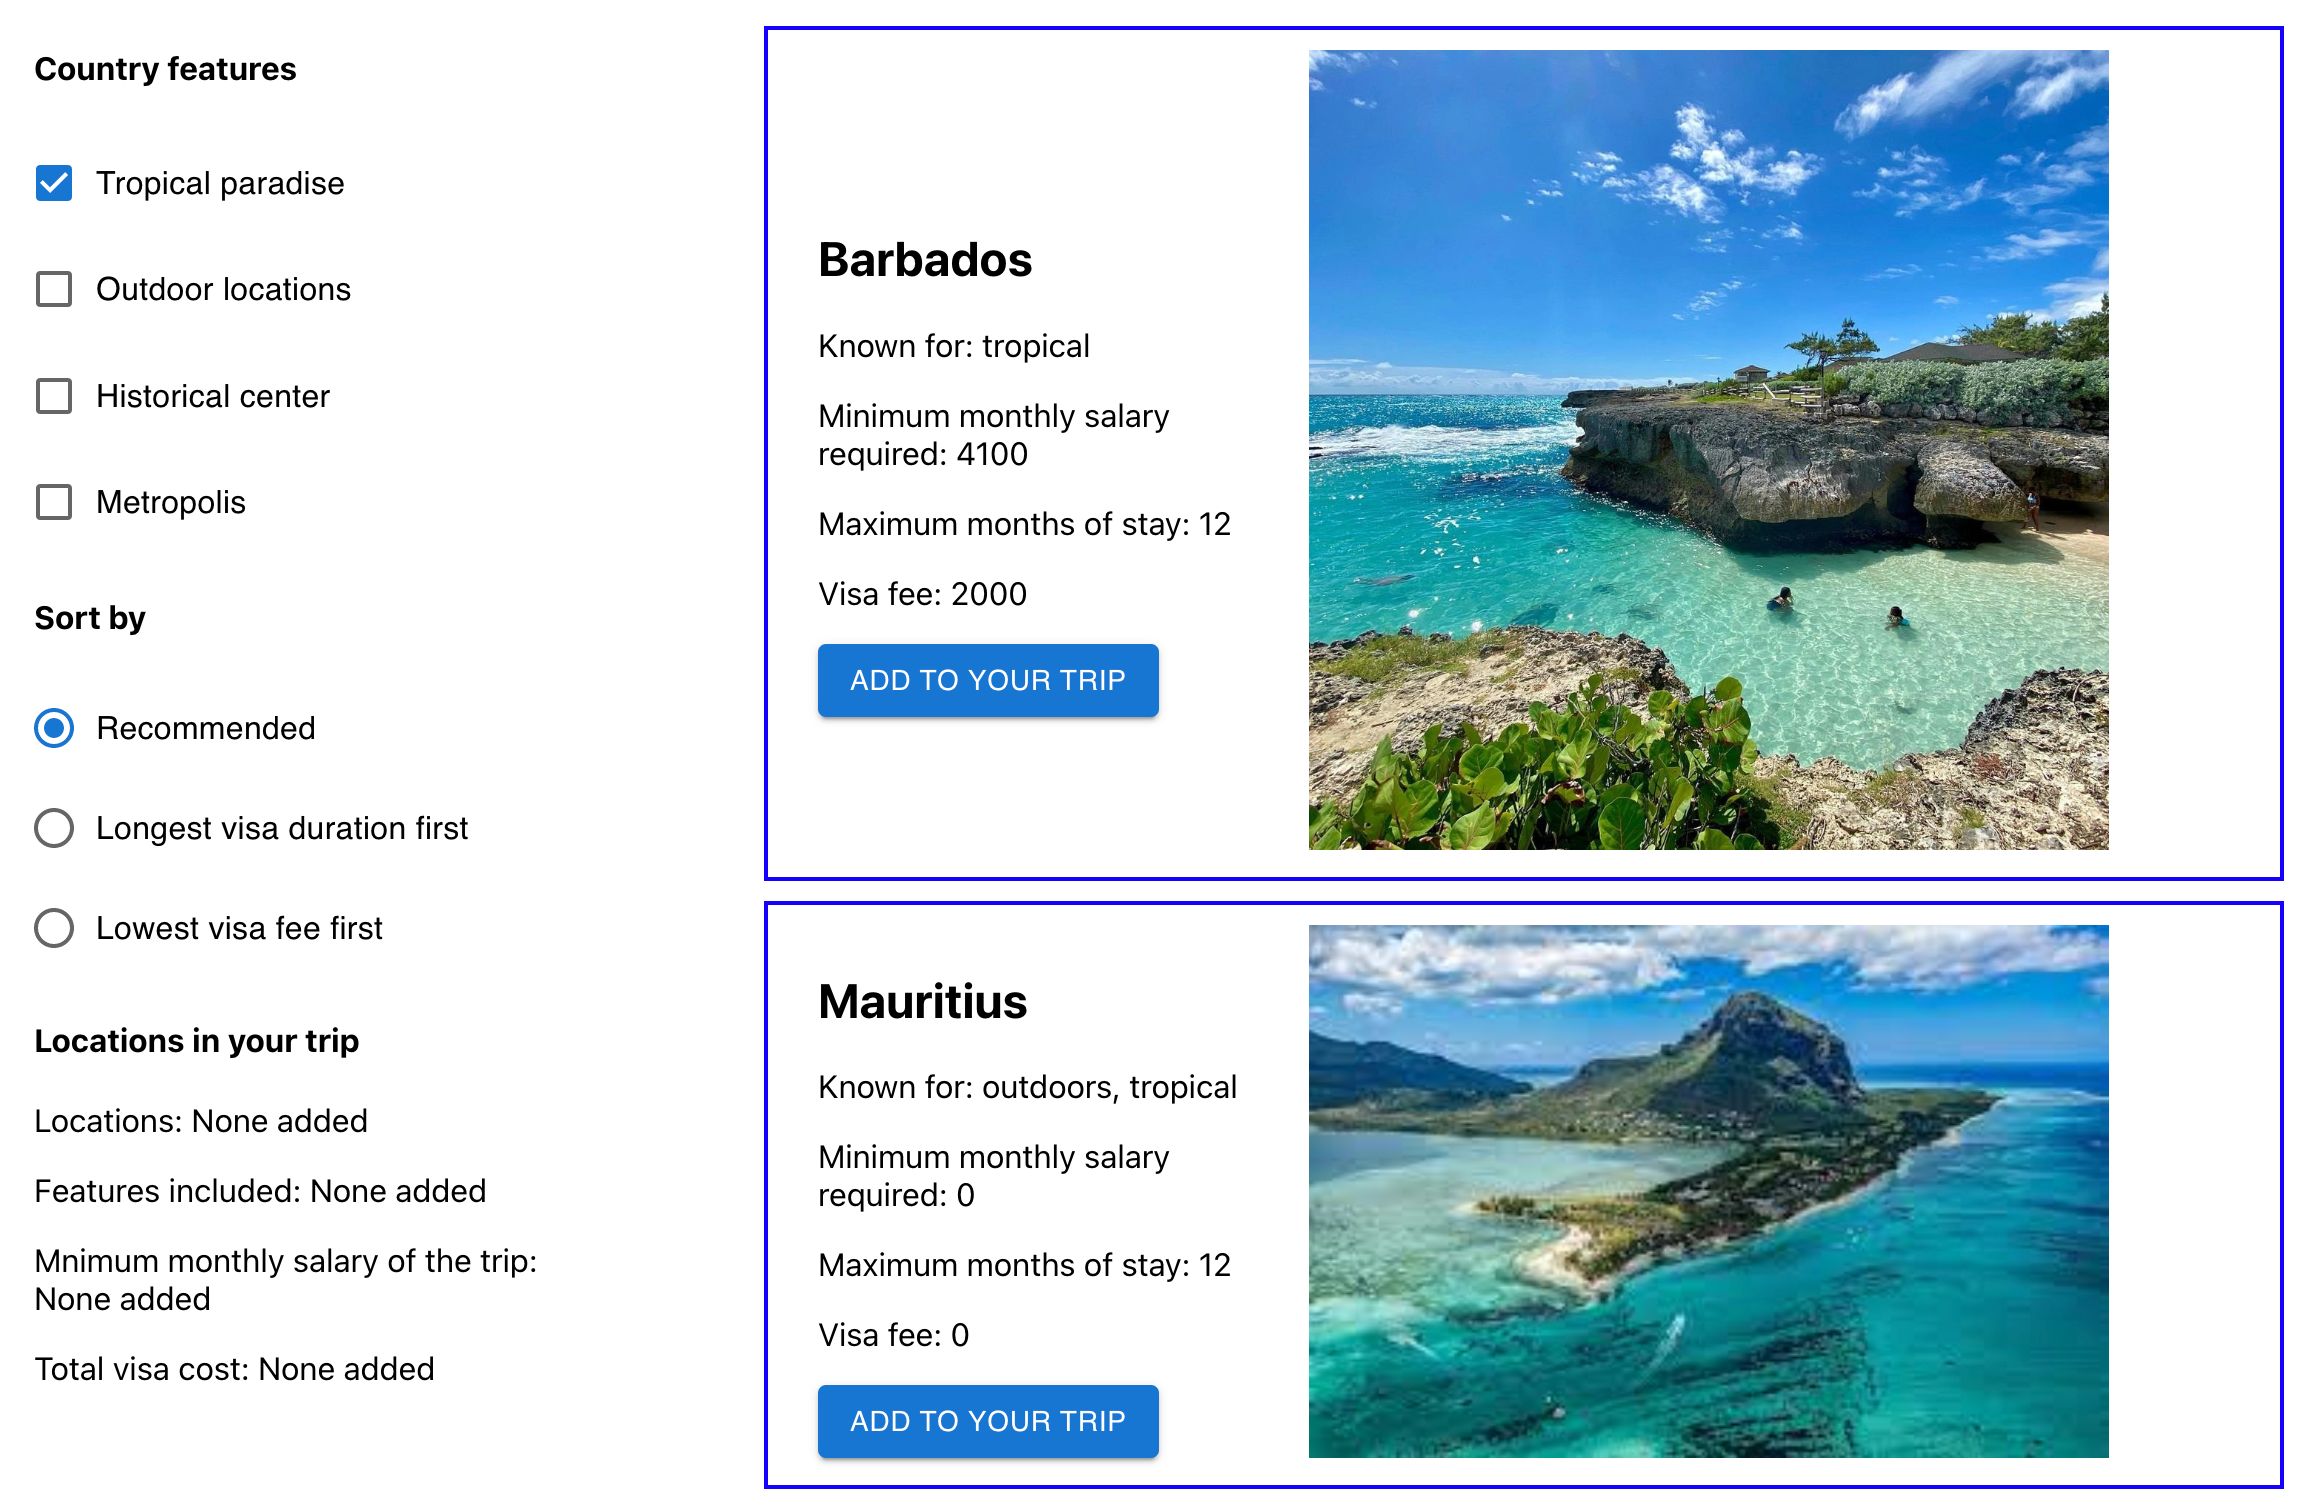 Country features
Tropical paradise
Outdoor locations
Historical center
Metropolis
Sort by
Recommended
Longest visa duration first
Lowest visa fee first
Locations in your trip
Locations: None added
Features included: None added
Mnimum monthly salary of the trip:
None added
Total visa cost: None added
Barbados
Known for: tropical
Minimum monthly salary
required: 4100
Maximum months of stay: 12
Visa fee: 2000
ADD TO YOUR TRIP
Mauritius
Known for: outdoors, tropical
Minimum monthly salary
required: 0
Maximum months of stay: 12
Visa fee: 0
ADD TO YOUR TRIP